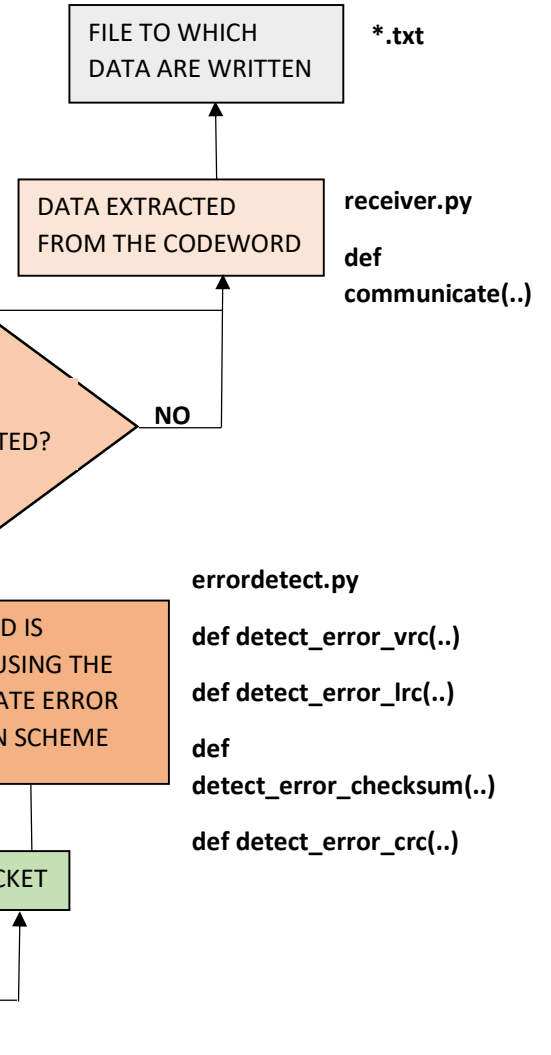 FILE TO WHICH
DATA ARE WRITTEN
*.txt
DATA EXTRACTED
FROM THE CODEWORD
receiver.py
def
communicate(..)
NO
TED?
errordetect.py
def detect_error_vrc(..)
def detect_error_lrc(..)
def
detect_error_checksum(..)
def detect_error_crc(..)
D IS
USING THE
ATE ERROR
N SCHEME
CKET